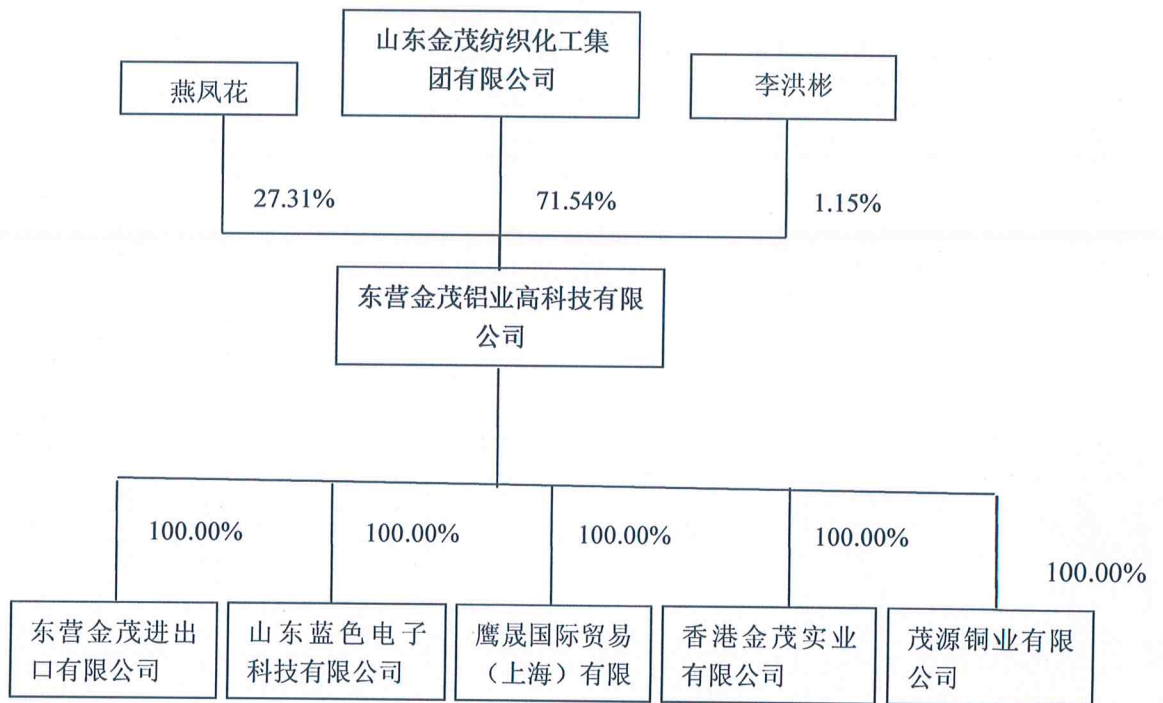 山东金茂纺织化工集
团有限公司
燕凤花
李洪彬
27.31%
71.54%
1.15%
东营金茂铝业高科技有限
公司
100.00%
100.00%
100.00%
100.00%
100.00%
东营金茂进出
口有限公司
山东蓝色电子
科技有限公司
鹰晟国际贸易
（上海）有限
香港金茂实业
有限公司
茂源铜业有限
公司